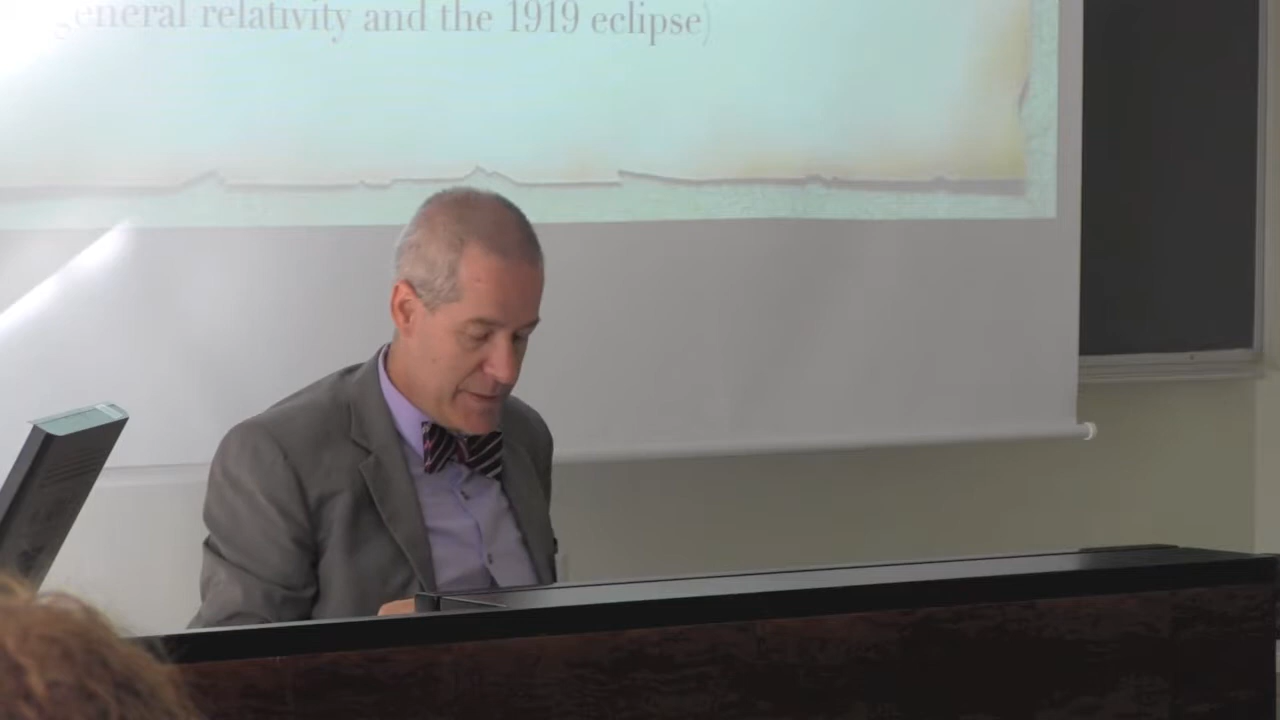 general relativity and the 1919 eclipse)